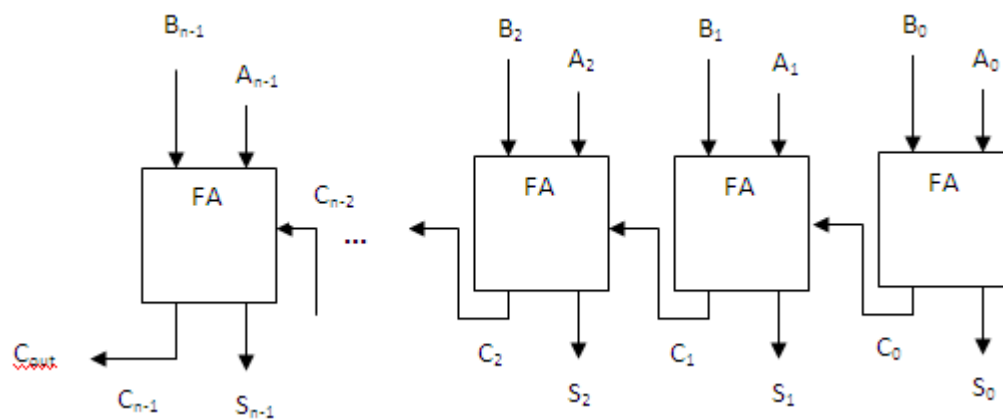 Bn-1 B2 B1 B0
An-1 A2 A1 A0
FA FA FA FA
Cn-2
...
Cout C2 C1 C0
Cn-1 Sn-1 S2 S1 S0